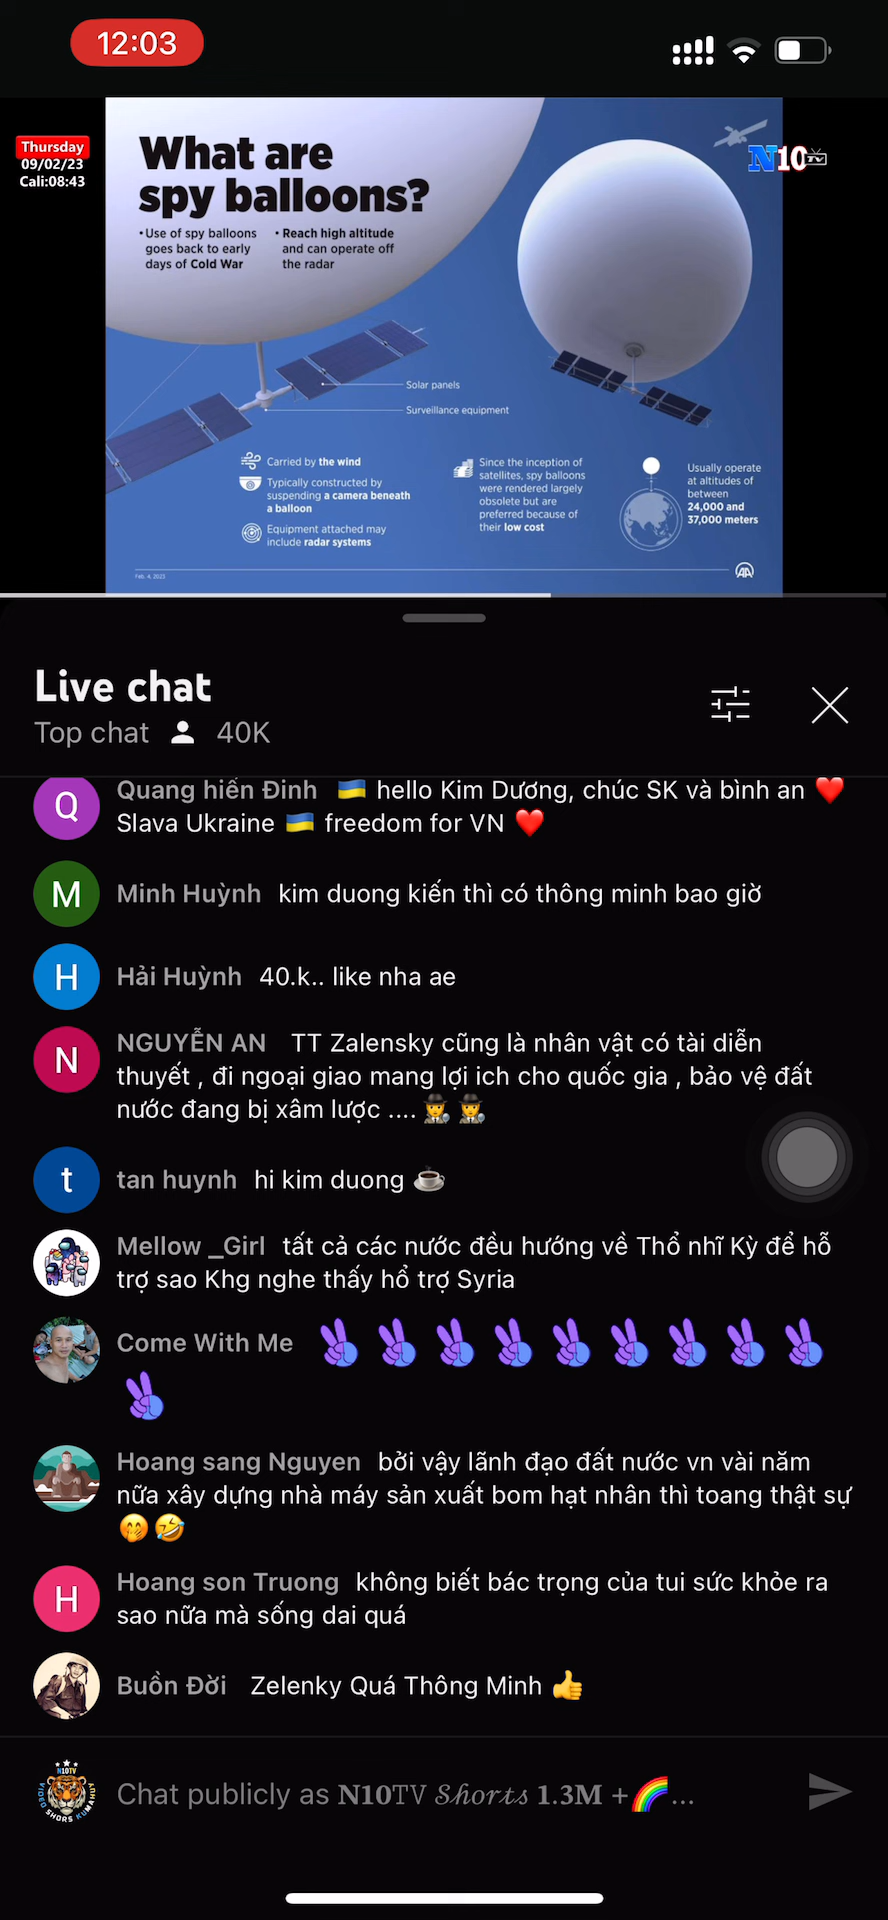 12:03
Thursday
09/02/23
Cali:08:43
N10TV
What are
spy balloons?
• Use of spy balloons
goes back to early
days of Cold War
• Reach high altitude
and can operate off
the radar
Solar panels
Surveillance equipment
Carried by the wind
Typically constructed by
suspending a camera beneath
a balloon
Equipment attached may
include radar systems
Since the inception of
satellites, spy balloons
were rendered largely
obsolete but are
preferred because of
their low cost
Usually operate
at altitudes of
between
24,000 and
37,000 meters
Feb. 4, 2023
AA
Live chat
Top chat 40K
Q
Quang hiến Đinh 🇺🇦 hello Kim Dương, chúc SK và bình an ❤️
Slava Ukraine 🇺🇦 freedom for VN ❤️
M
Minh Huỳnh kim duong kiến thì có thông minh bao giờ
H
Hải Huỳnh 40.k.. like nha ae
N
NGUYỄN AN TT Zalensky cũng là nhân vật có tài diễn
thuyết , đi ngoại giao mang lợi ich cho quốc gia , bảo vệ đất
nước đang bị xâm lược ....🕵️🕵️
t
tan huynh hi kim duong ☕
Mellow _Girl tất cả các nước đều hướng về Thổ nhĩ Kỳ để hỗ
trợ sao Khg nghe thấy hổ trợ Syria
Come With Me
Hoang sang Nguyen bởi vậy lãnh đạo đất nước vn vài năm
nữa xây dựng nhà máy sản xuất bom hạt nhân thì toang thật sự
🤭🤣
H
Hoang son Truong không biết bác trọng của tui sức khỏe ra
sao nữa mà sống dai quá
Buồn Đời Zelenky Quá Thông Minh 👍
N10TV
VIDEO SHORS KUMAHUY
Chat publicly as 𝐍𝟏𝟎TV 𝓢𝓱𝓸𝓻𝓽𝓼 𝟏.𝟑𝐌 +🌈...